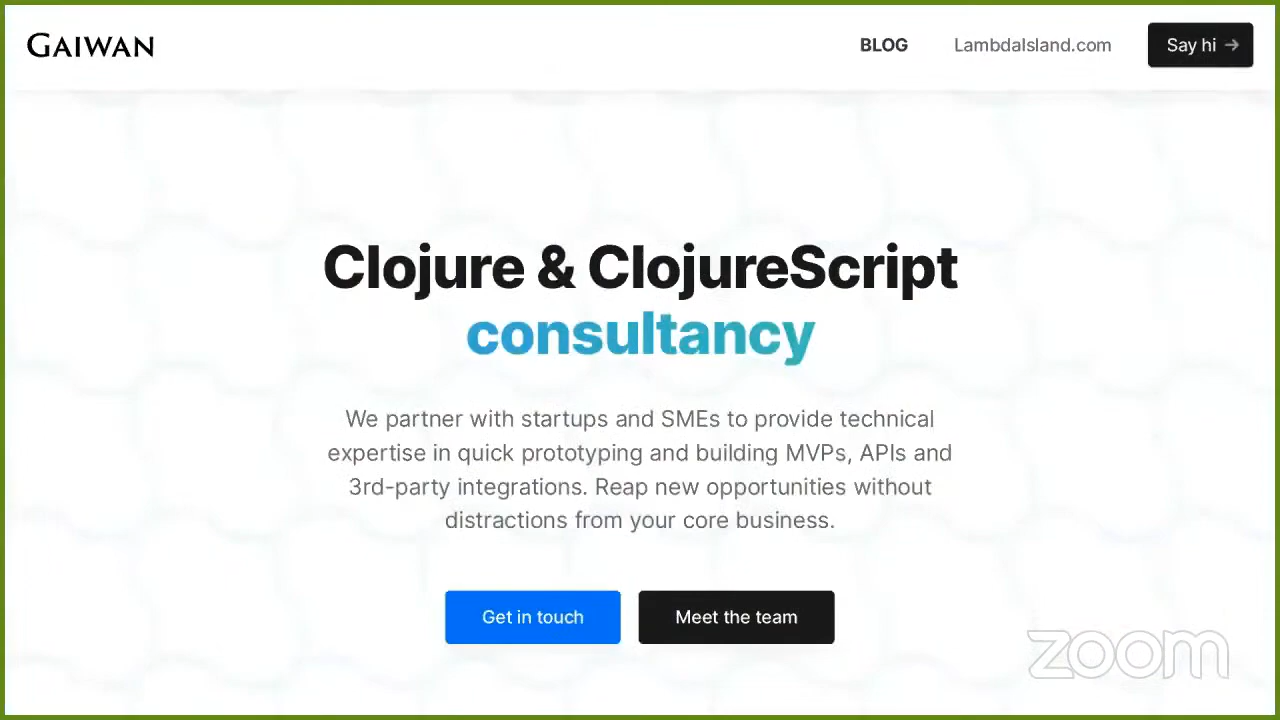 GAIWAN
BLOG
LambdaIsland.com
Say hi →
Clojure & ClojureScript
consultancy
We partner with startups and SMEs to provide technical
expertise in quick prototyping and building MVPs, APIs and
3rd-party integrations. Reap new opportunities without
distractions from your core business.
Get in touch
Meet the team
zoom